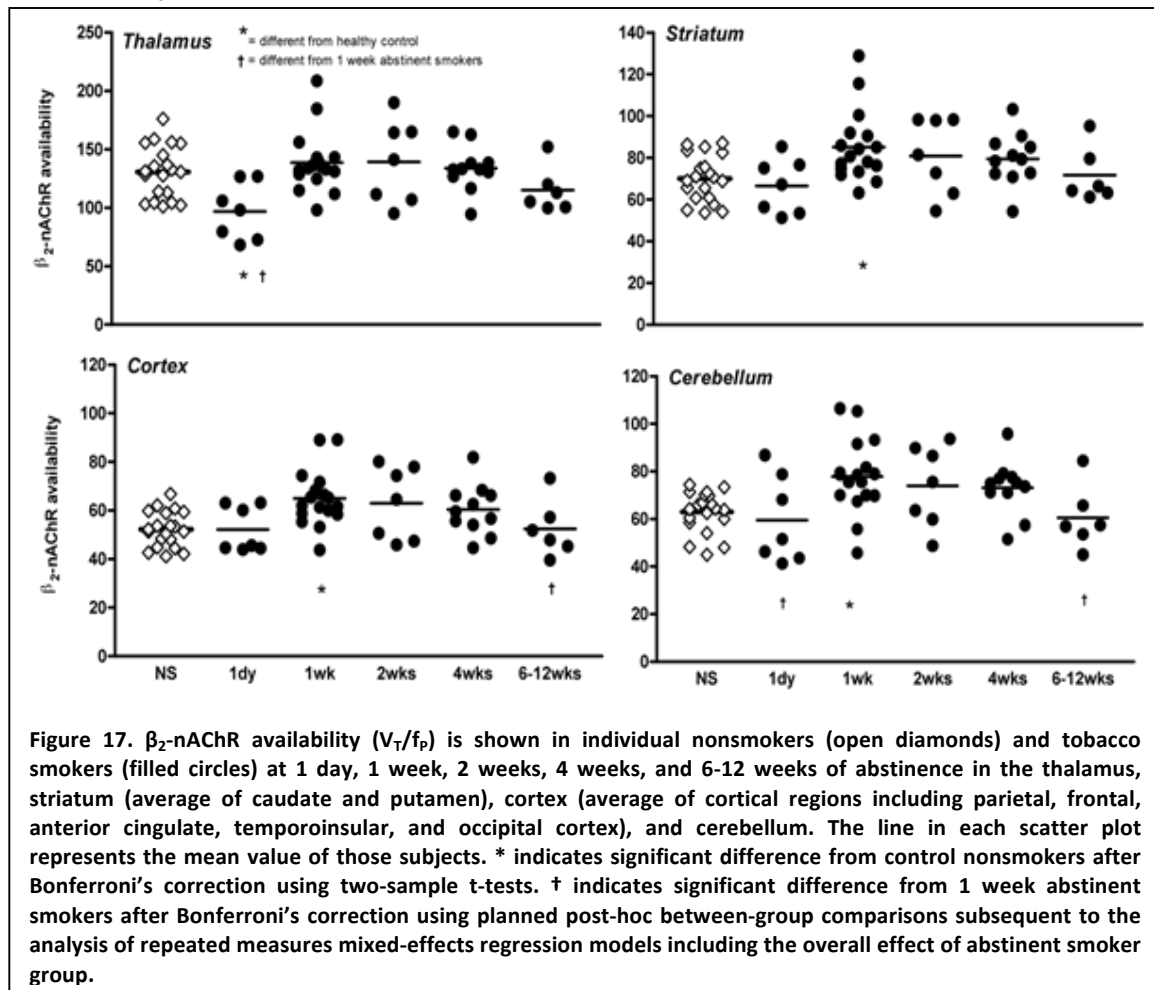 Thalamus
* = different from healthy control
† = different from 1 week abstinent smokers
β2-nAChR availability
250
200
150
100
50
0
* †
Striatum
140
120
100
80
60
40
20
0
*
Cortex
β2-nAChR availability
120
100
80
60
40
20
0
* †
NS 1dy 1wk 2wks 4wks 6-12wks
Cerebellum
120
100
80
60
40
20
0
† * †
NS 1dy 1wk 2wks 4wks 6-12wks
Figure 17. β₂-nAChR availability (V_T/f_P) is shown in individual nonsmokers (open diamonds) and tobacco
smokers (filled circles) at 1 day, 1 week, 2 weeks, 4 weeks, and 6-12 weeks of abstinence in the thalamus,
striatum (average of caudate and putamen), cortex (average of cortical regions including parietal, frontal,
anterior cingulate, temporoinsular, and occipital cortex), and cerebellum. The line in each scatter plot
represents the mean value of those subjects. * indicates significant difference from control nonsmokers after
Bonferroni's correction using two-sample t-tests. † indicates significant difference from 1 week abstinent
smokers after Bonferroni's correction using planned post-hoc between-group comparisons subsequent to the
analysis of repeated measures mixed-effects regression models including the overall effect of abstinent smoker
group.